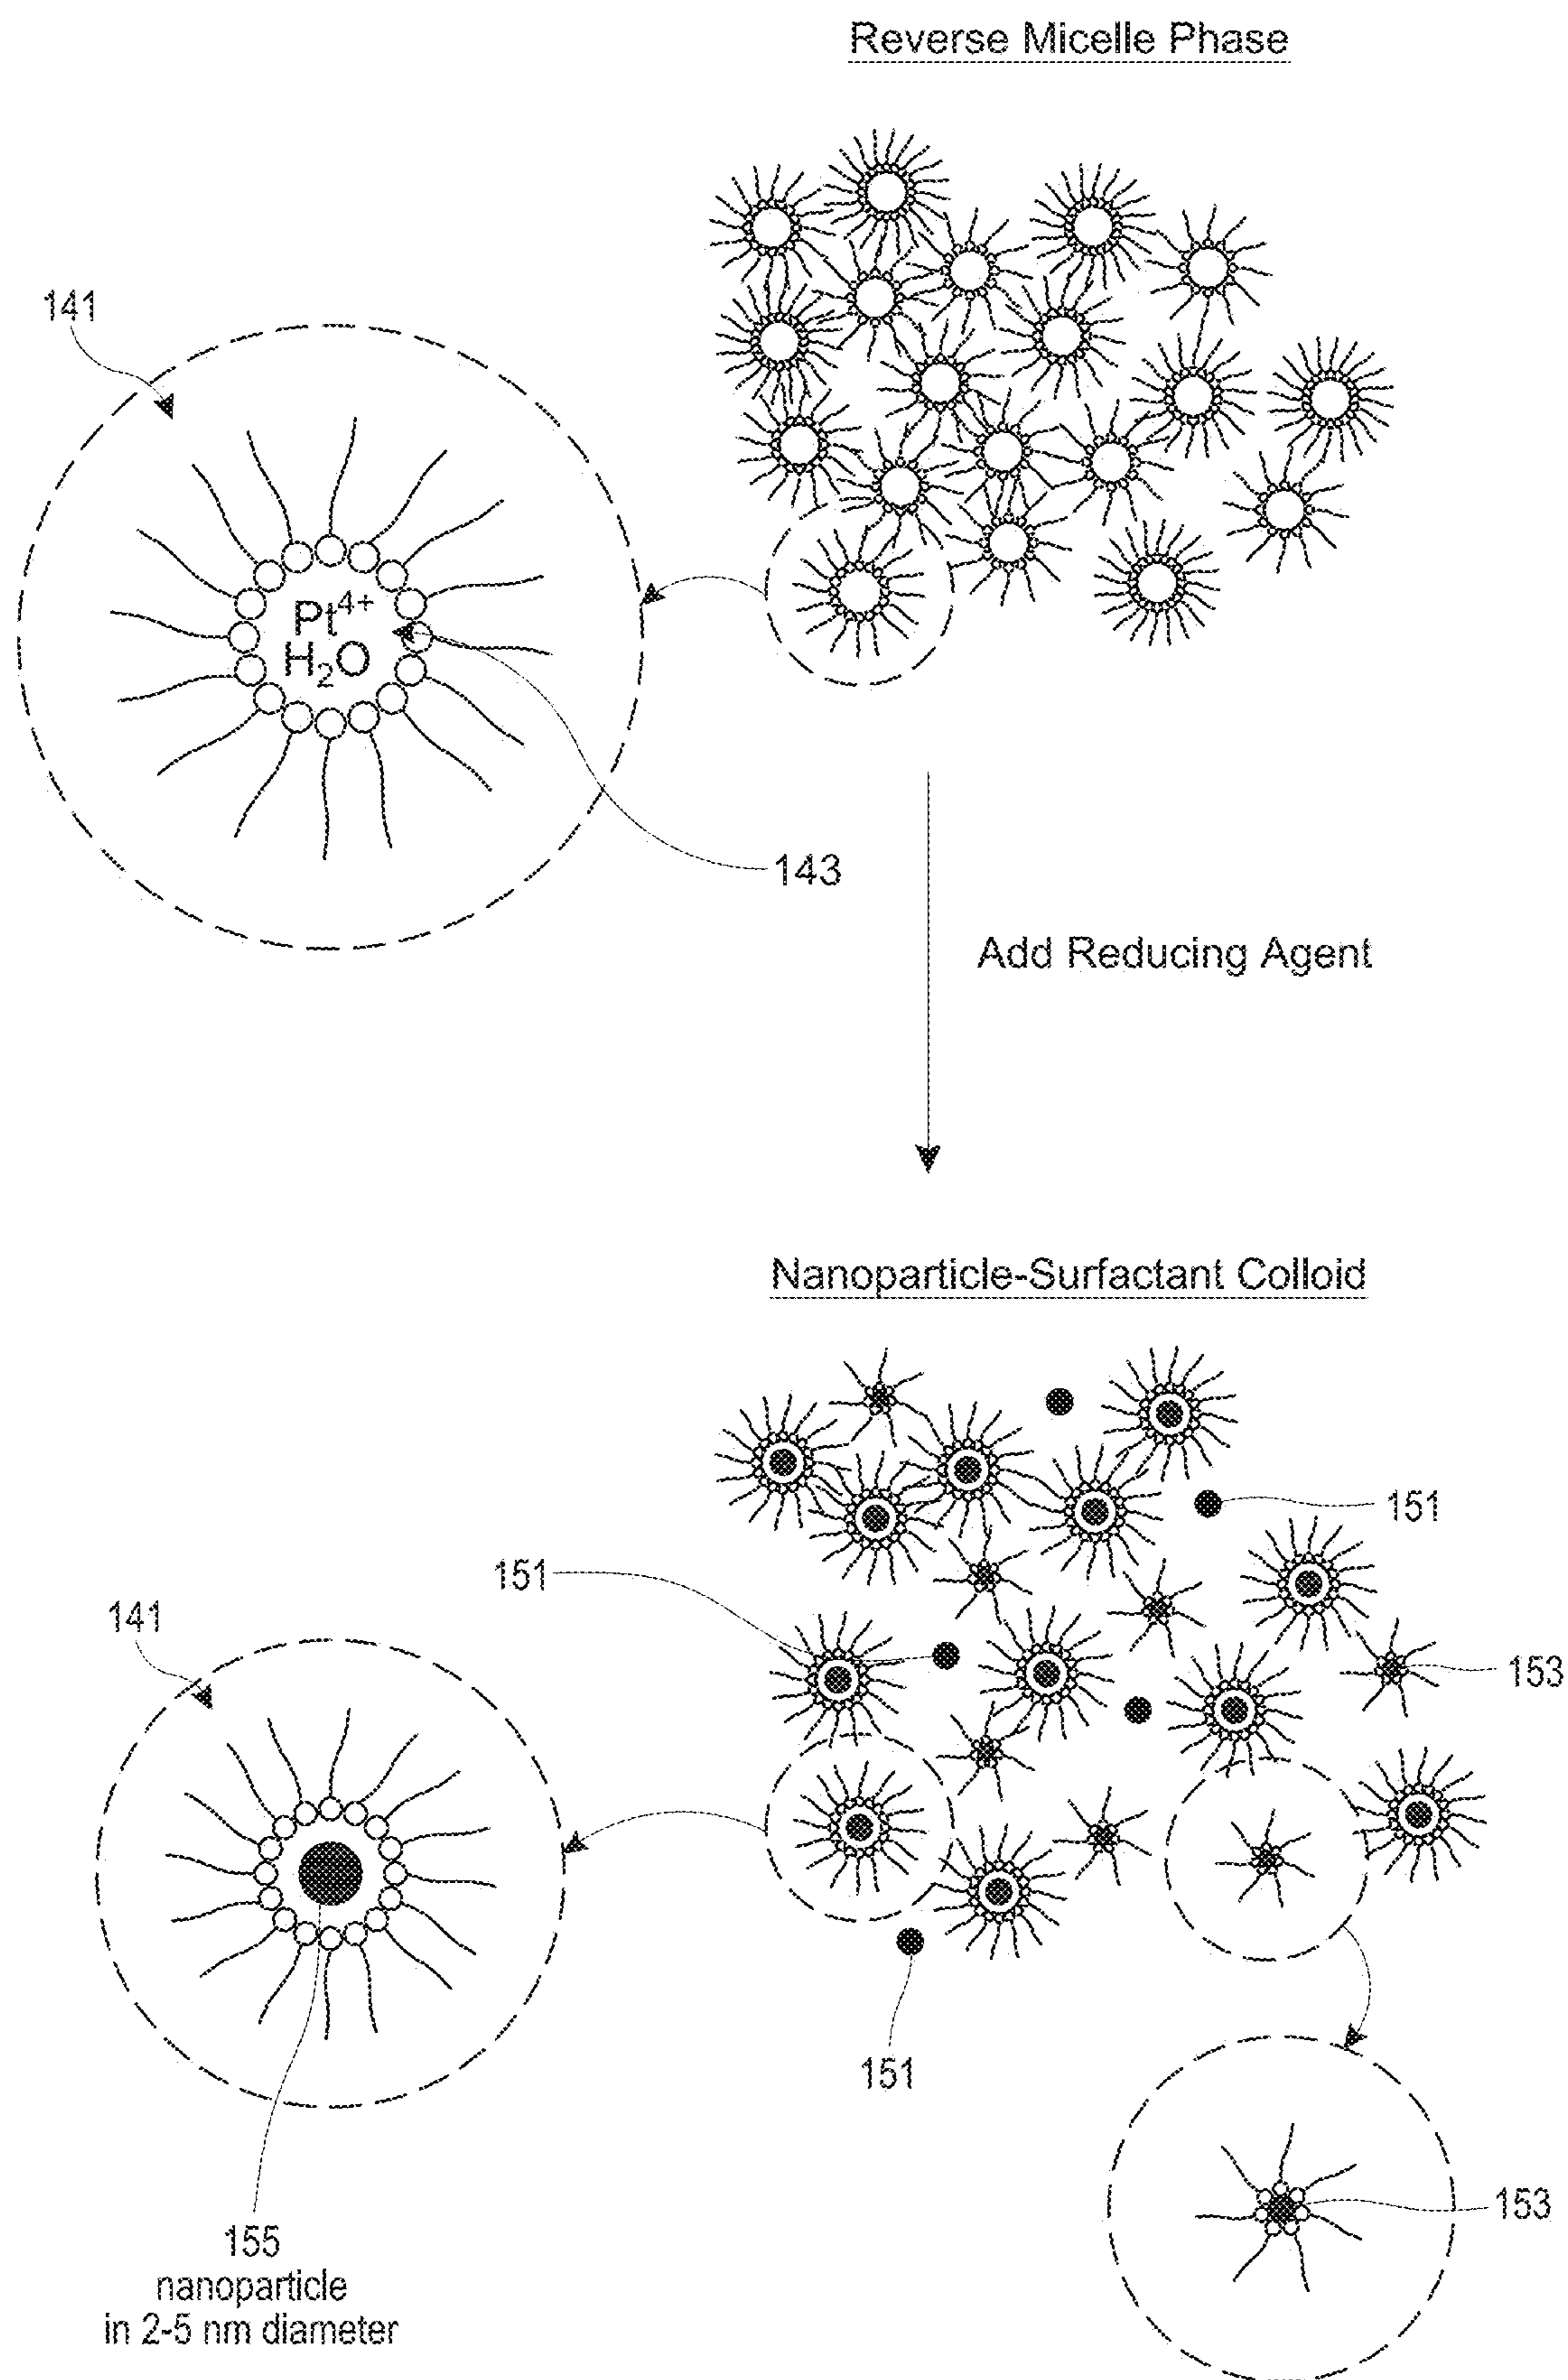 Reverse Micelle Phase
141
Pt⁴⁺
H₂O
143
Add Reducing Agent
Nanoparticle-Surfactant Colloid
151
151
141
153
151
153
155
nanoparticle
in 2-5 nm diameter